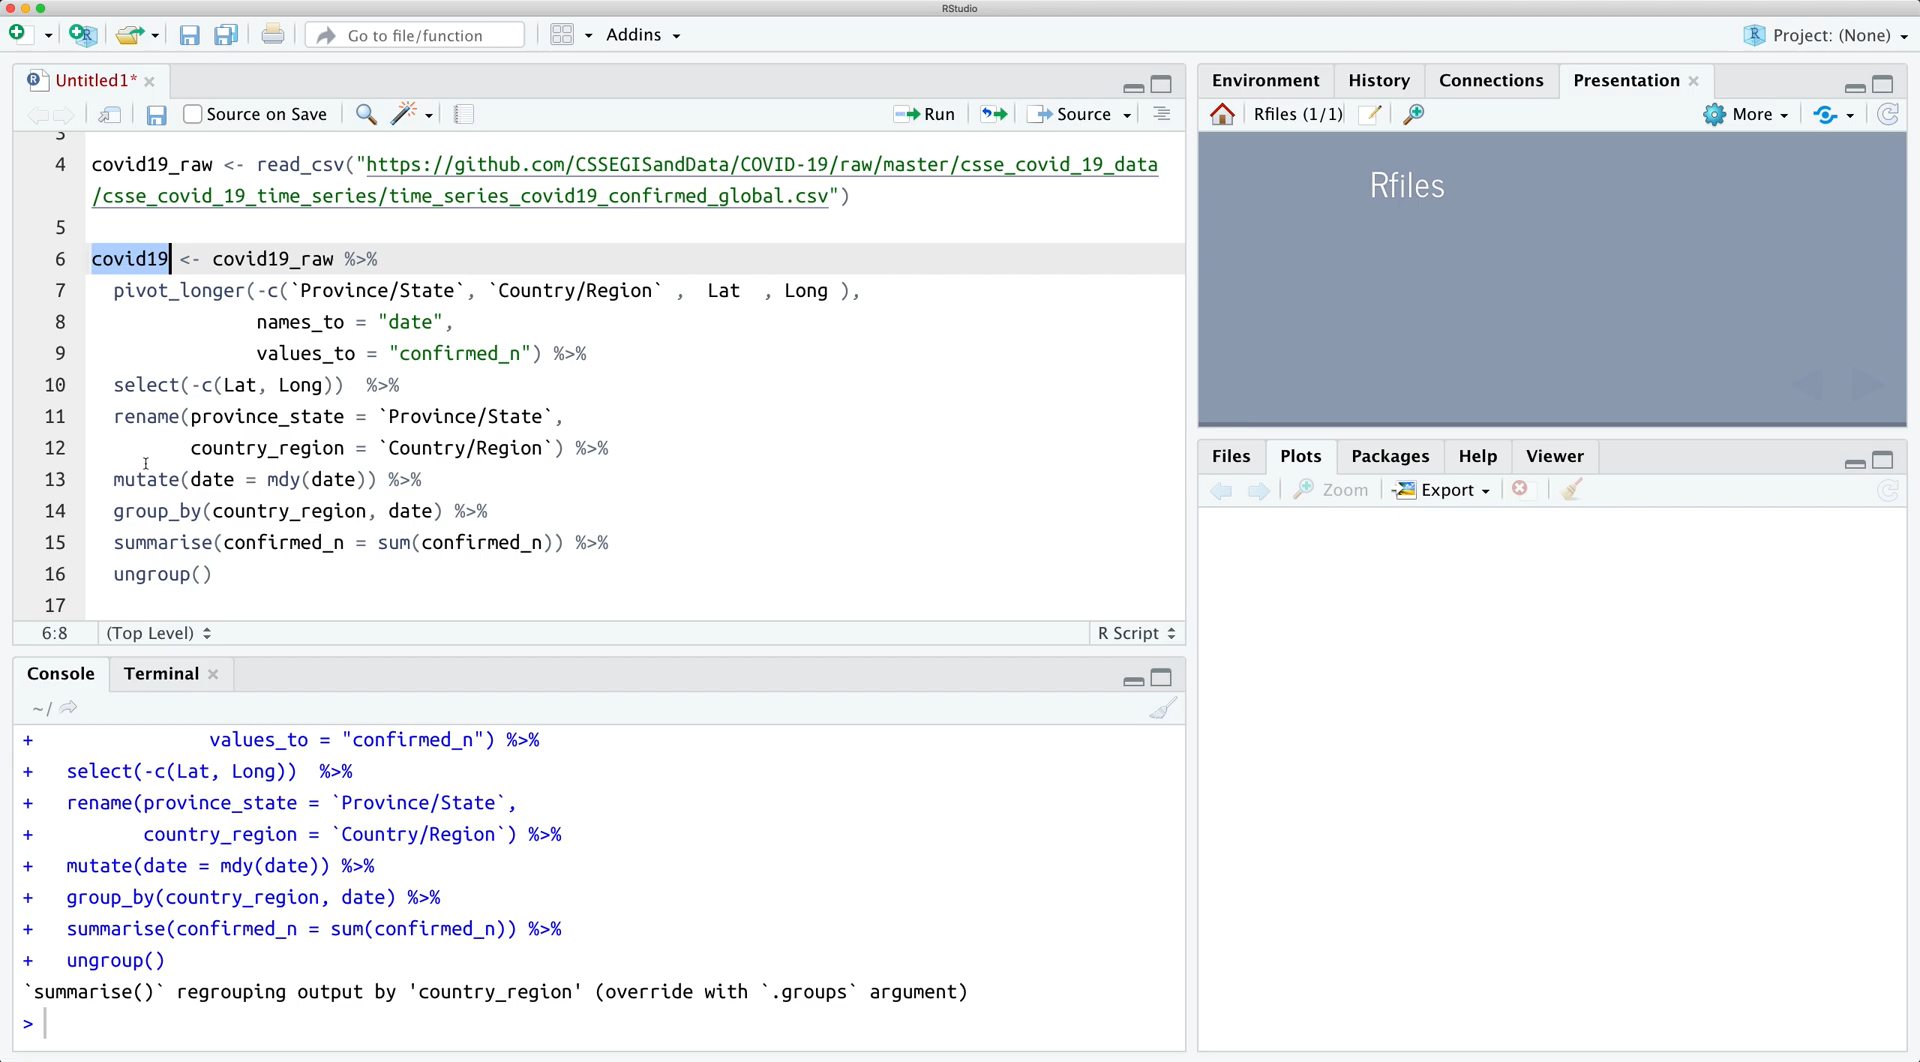 RStudio
Go to file/function
Addins
Project: (None)
Untitled1*
Source on Save
Run
Source
3
4 covid19_raw <- read_csv("https://github.com/CSSEGISandData/COVID-19/raw/master/csse_covid_19_data
/csse_covid_19_time_series/time_series_covid19_confirmed_global.csv")
5
6 covid19 <- covid19_raw %>%
7 pivot_longer(-c(`Province/State`, `Country/Region` , Lat , Long ),
8 names_to = "date",
9 values_to = "confirmed_n") %>%
10 select(-c(Lat, Long)) %>%
11 rename(province_state = `Province/State`,
12 country_region = `Country/Region`) %>%
13 mutate(date = mdy(date)) %>%
14 group_by(country_region, date) %>%
15 summarise(confirmed_n = sum(confirmed_n)) %>%
16 ungroup()
17
6:8 (Top Level) R Script
Console Terminal
~/
+ values_to = "confirmed_n") %>%
+ select(-c(Lat, Long)) %>%
+ rename(province_state = `Province/State`,
+ country_region = `Country/Region`) %>%
+ mutate(date = mdy(date)) %>%
+ group_by(country_region, date) %>%
+ summarise(confirmed_n = sum(confirmed_n)) %>%
+ ungroup()
`summarise()` regrouping output by 'country_region' (override with `.groups` argument)
>
Environment History Connections Presentation
Rfiles (1/1) More
Rfiles
Files Plots Packages Help Viewer
Zoom Export